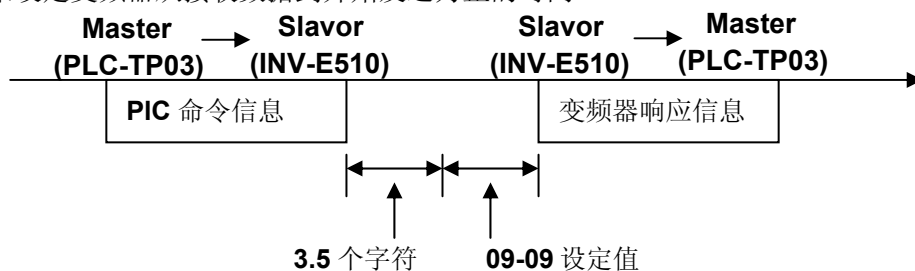 Master → Slavor
(PLC-TP03) (INV-E510)
Slavor → Master
(INV-E510) (PLC-TP03)
PIC 命令信息
变频器响应信息
3.5 个字符
09-09 设定值